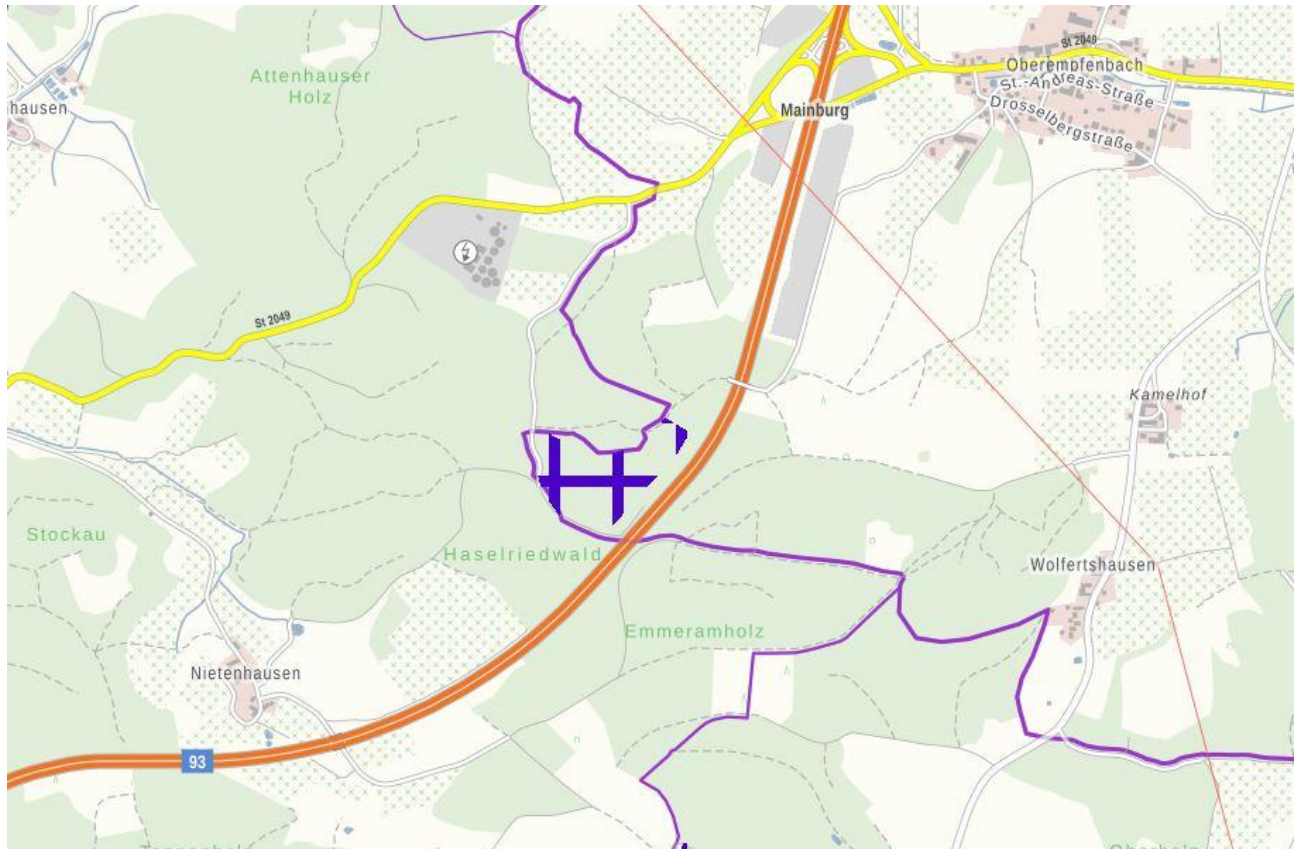 St 2049
Oberempfenbach
St.-Andreas-Straße
Drosselbergstraße
Attenhauser
Holz
hausen
Mainburg
St 2049
Kamelhof
Stockau
Haselriedwald
Wolfertshausen
Emmeramholz
Nietenhausen
93